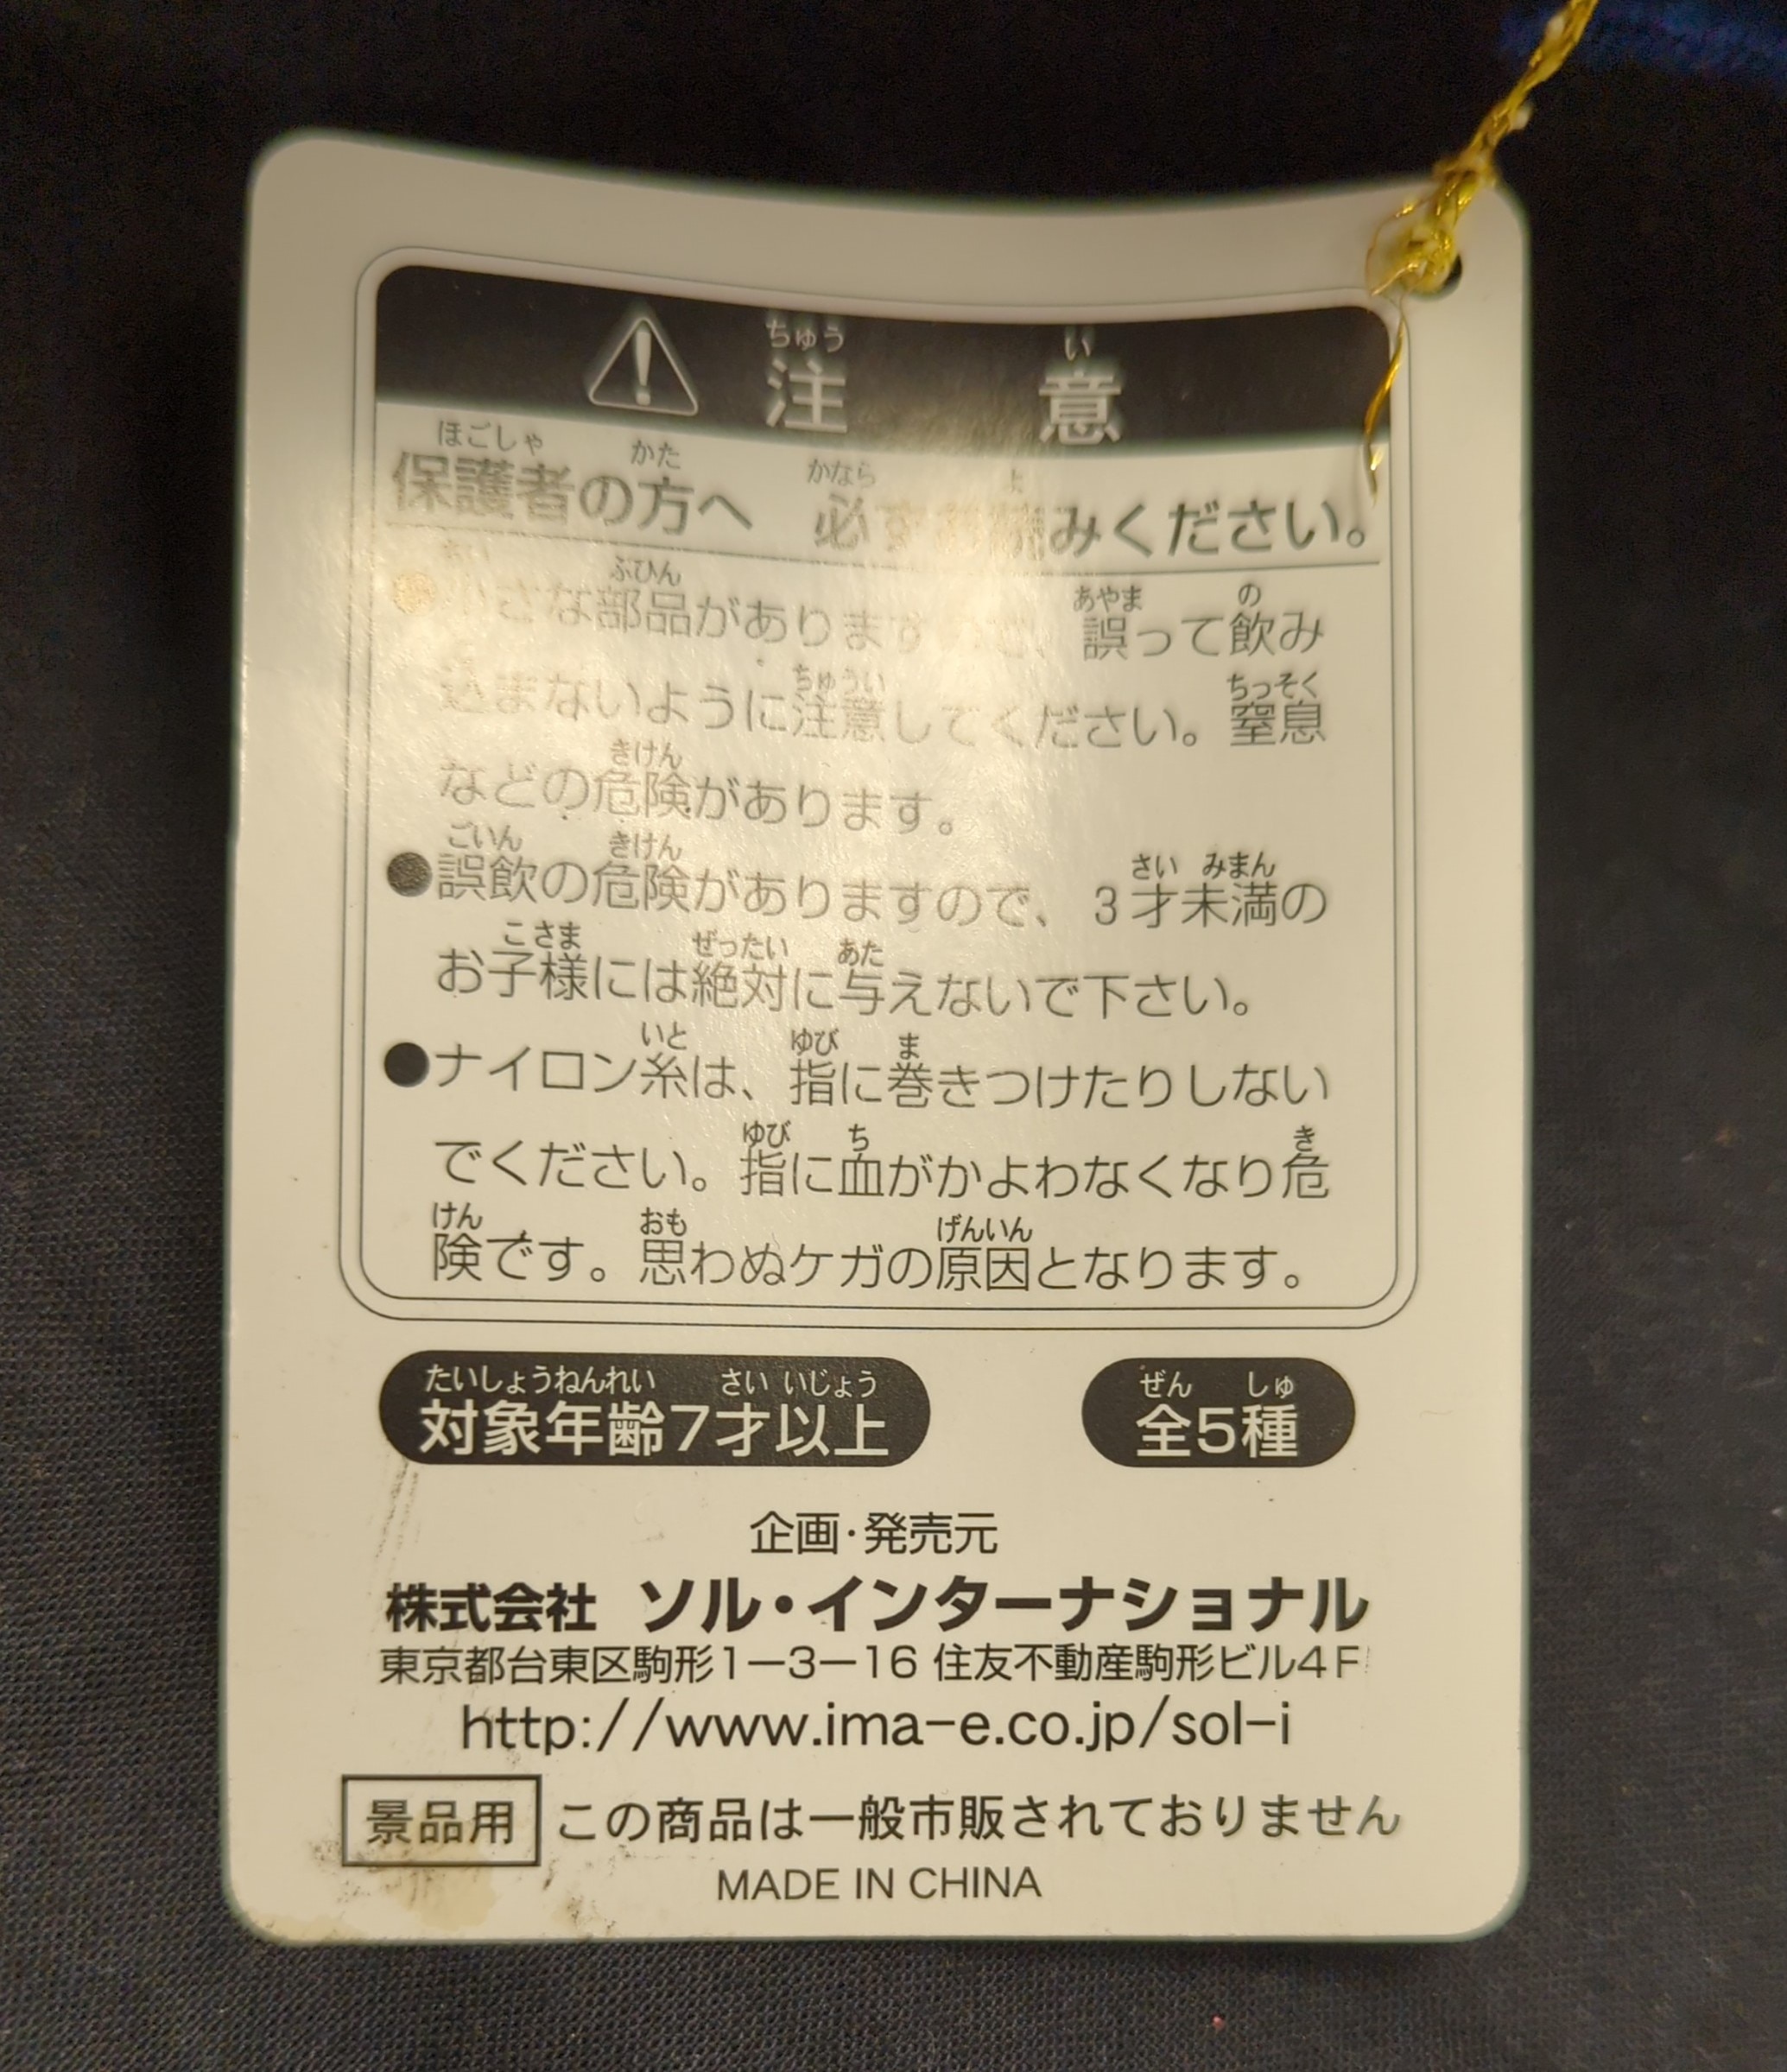 注意
保護者の方へ 必ずお読みください。
●小さな部品がありますので、誤って飲み
込まないように注意してください。窒息
などの危険があります。
●誤飲の危険がありますので、3才未満の
お子様には絶対に与えないで下さい。
●ナイロン糸は、指に巻きつけたりしない
でください。指に血がかよわなくなり危
険です。思わぬケガの原因となります。
対象年齢7才以上 全5種
企画・発売元
株式会社 ソル・インターナショナル
東京都台東区駒形1ー3ー16 住友不動産駒形ビル4F
http://www.ima-e.co.jp/sol-i
景品用 この商品は一般市販されておりません
MADE IN CHINA